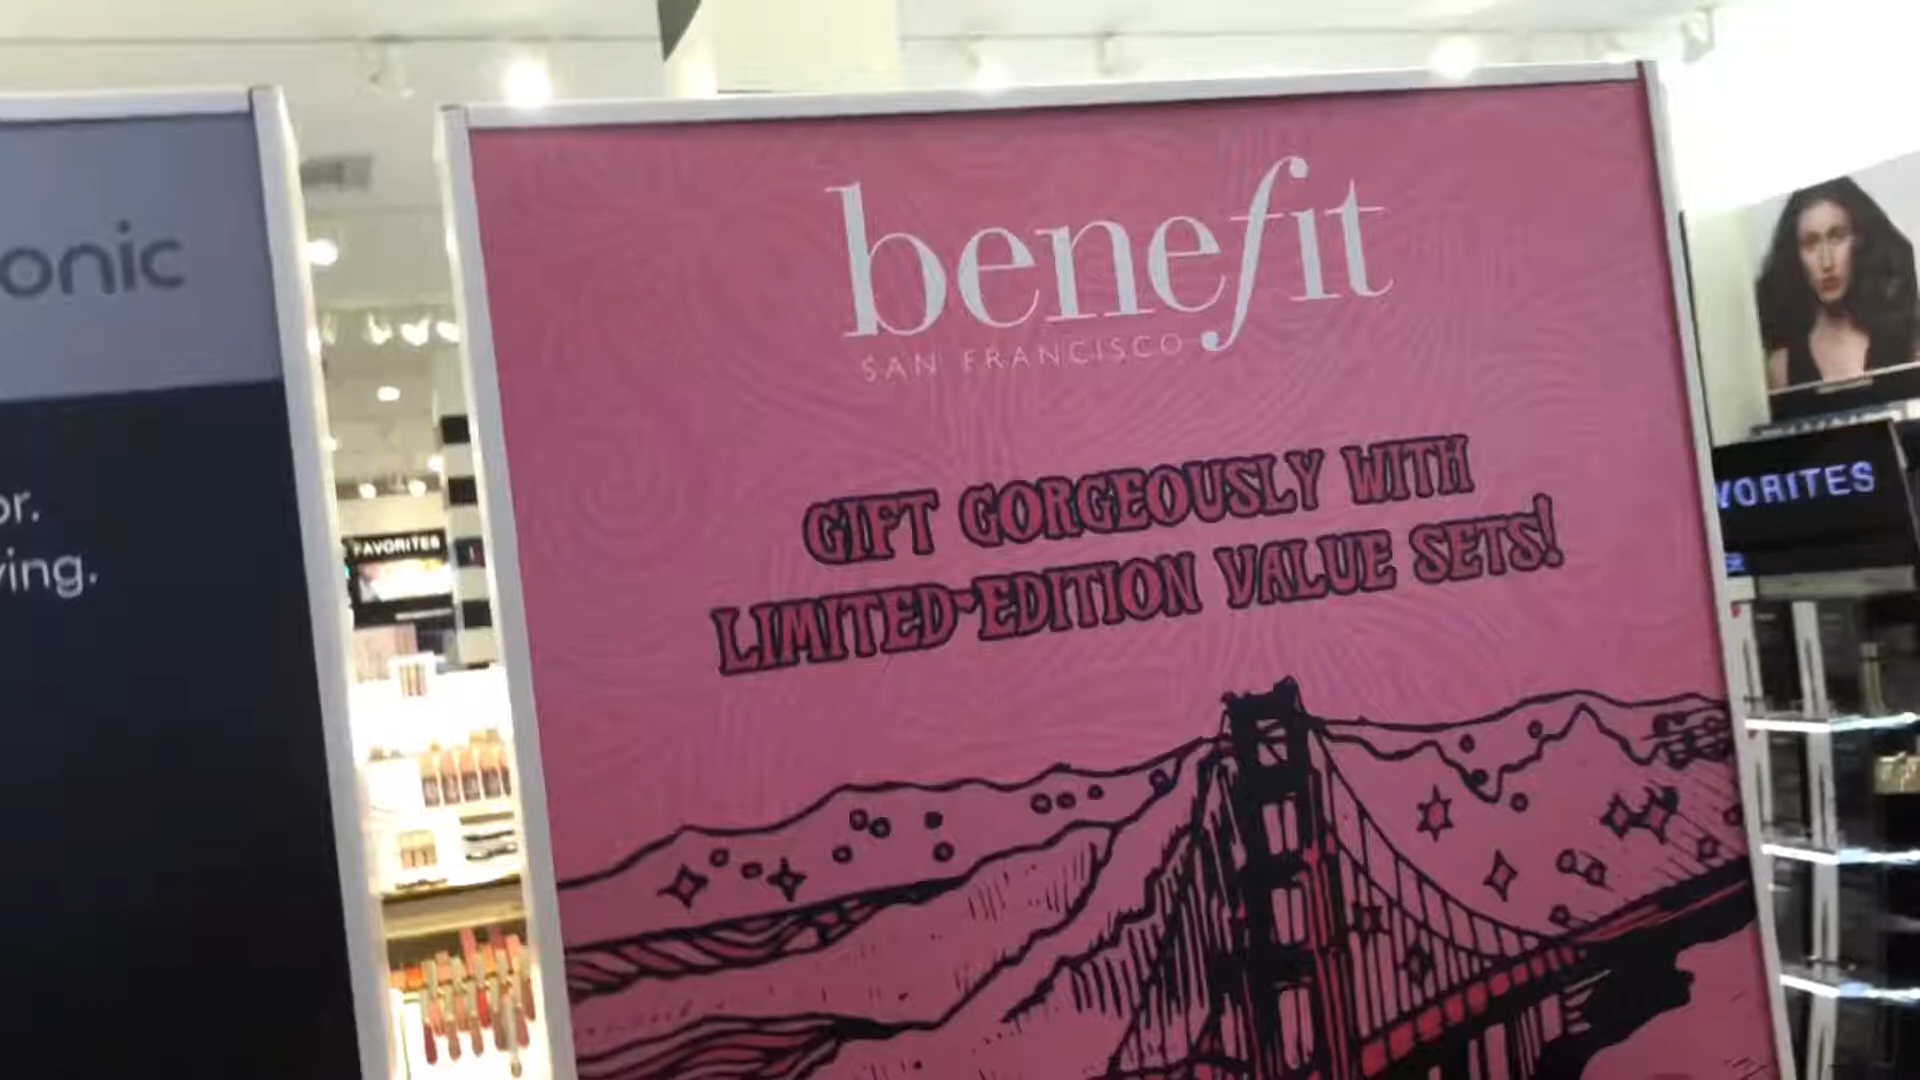 onic
or.
ving.
FAVORITES
benefit
SAN FRANCISCO
GIFT GORGEOUSLY WITH
LIMITED-EDITION VALUE SETS!
VORITES